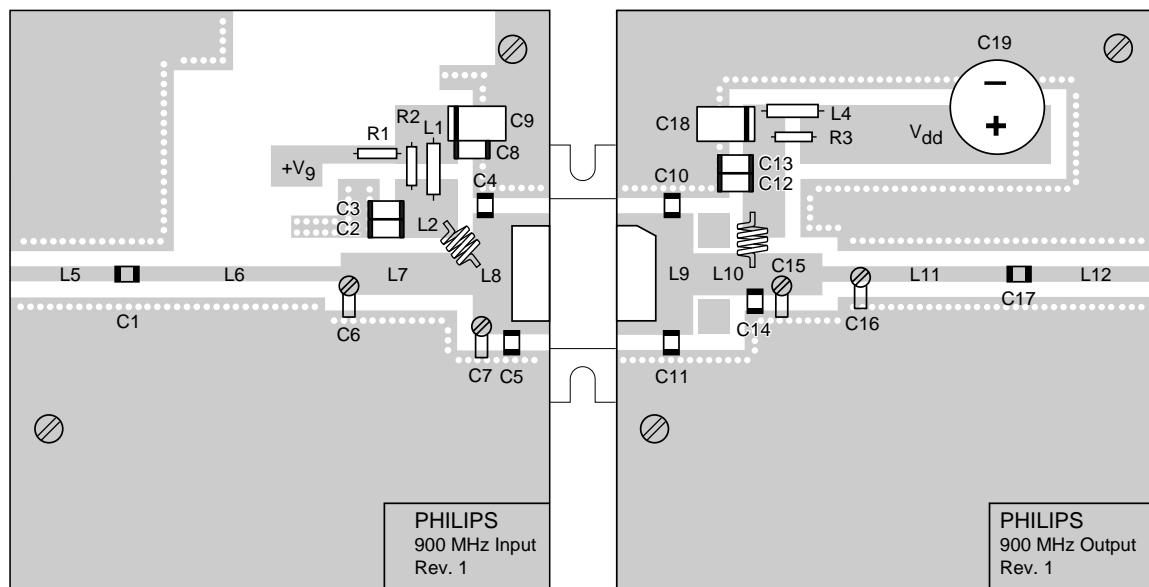 C19
R2
L1
C9
R1
C8
+V9
C4
C3
C2
L2
L5
L6
L7
L8
C1
C6
C7
C5
PHILIPS
900 MHz Input
Rev. 1
C18
L4
R3
Vdd
–
+
C13
C12
C10
L9
L10
C15
L11
L12
C14
C16
C17
C11
PHILIPS
900 MHz Output
Rev. 1